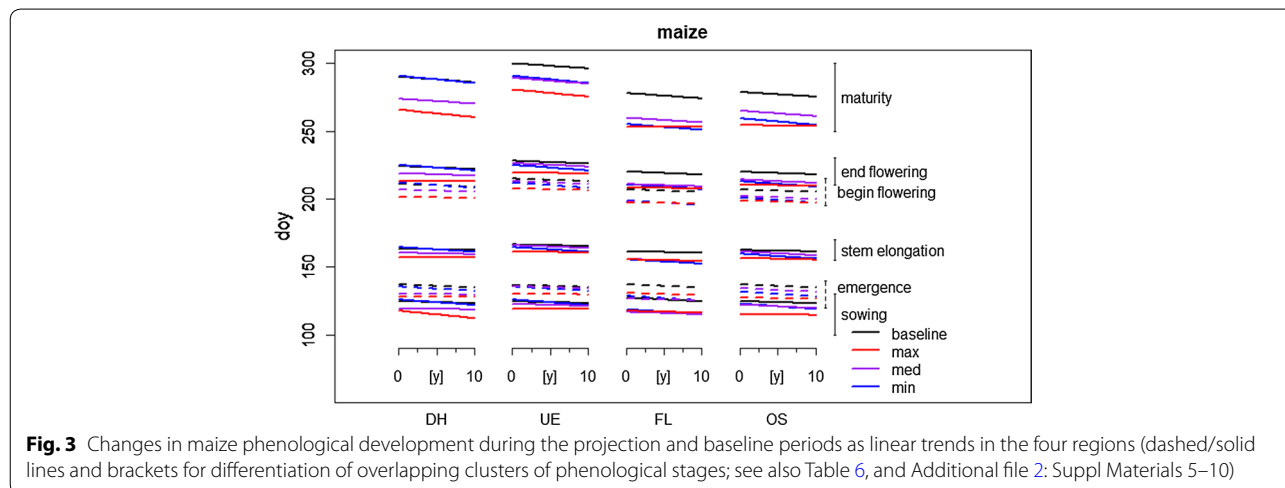 maize
300
250
200
150
100
doy
maturity
end flowering
begin flowering
stem elongation
emergence
sowing
baseline
max
med
min
0 [y] 10 0 [y] 10 0 [y] 10 0 [y] 10
DH UE FL OS
Fig. 3 Changes in maize phenological development during the projection and baseline periods as linear trends in the four regions (dashed/solid
lines and brackets for differentiation of overlapping clusters of phenological stages; see also Table 6, and Additional file 2: Suppl Materials 5–10)